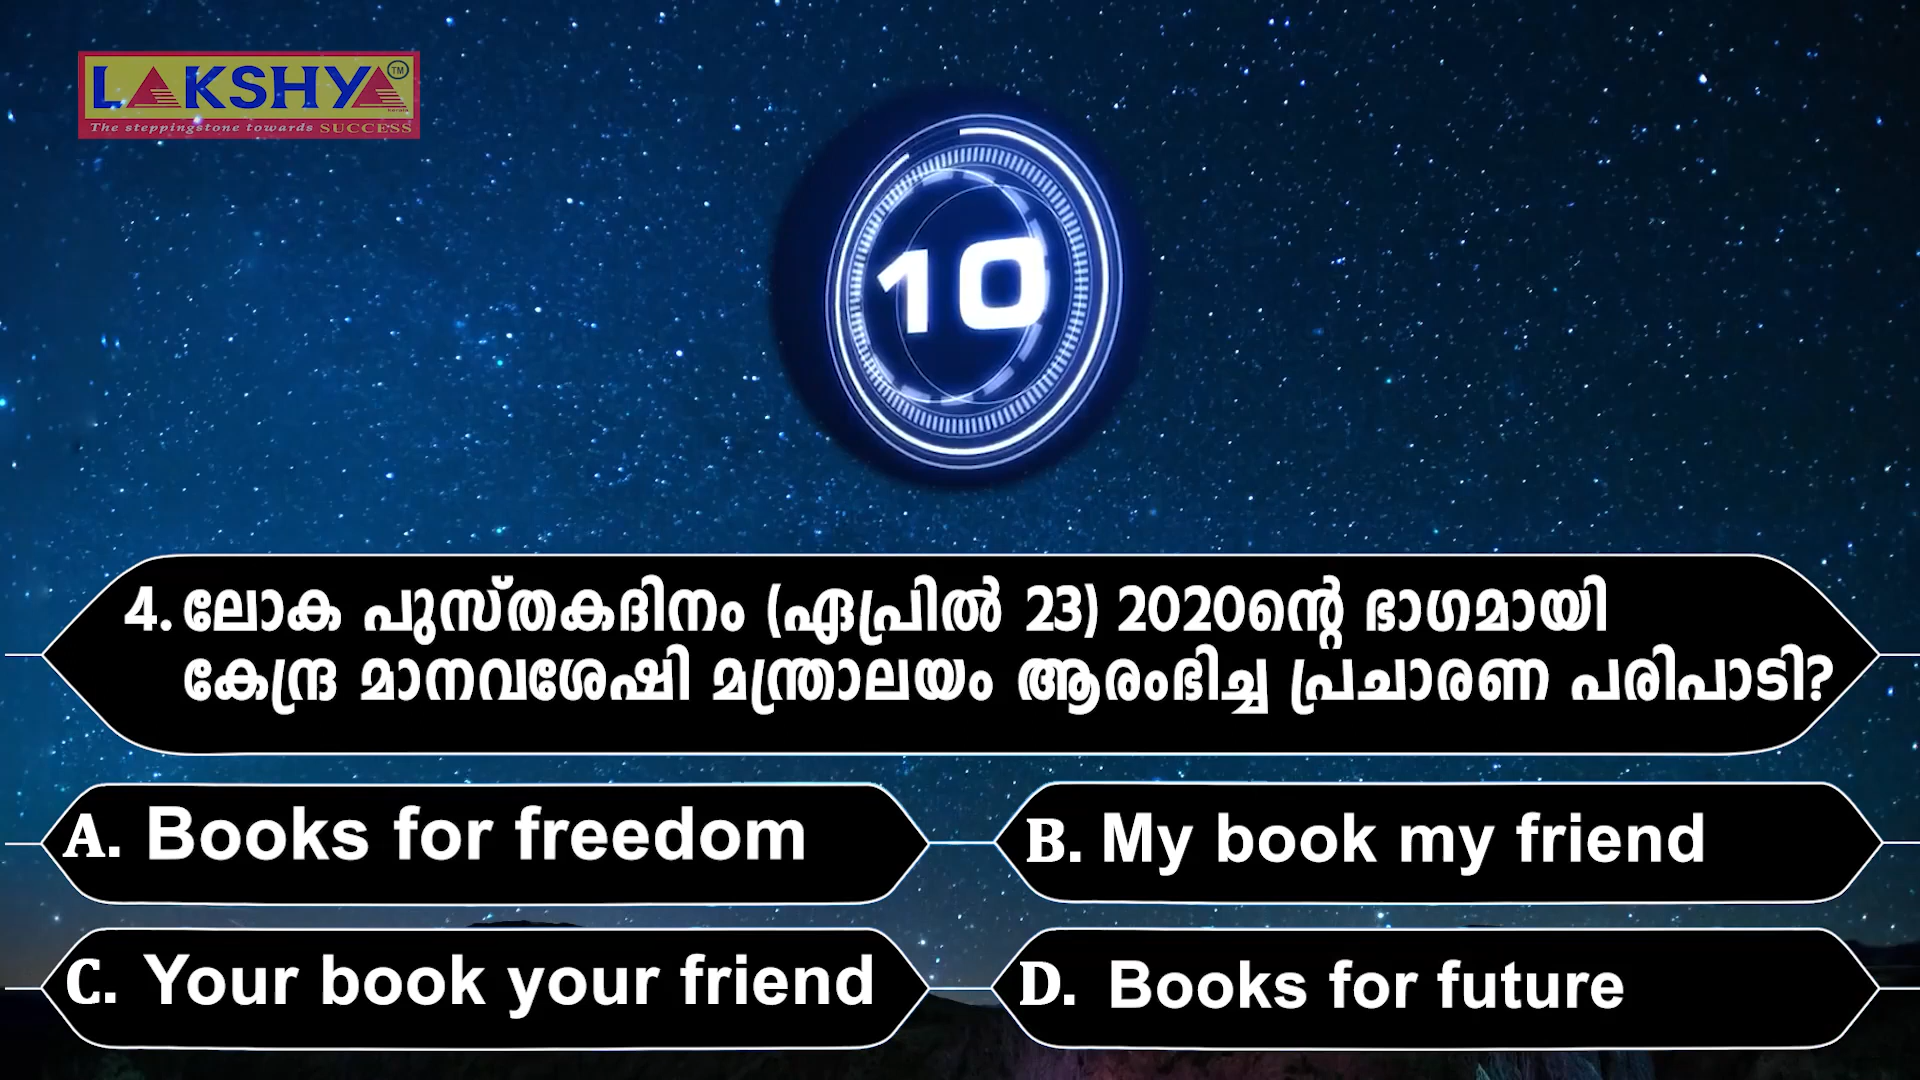 LAKSHYA TM
The steppingstone towards SUCCESS
10
4. ലോക പുസ്തകദിനം (ഏപ്രിൽ 23) 2020ന്റെ ഭാഗമായി
കേന്ദ്ര മാനവശേഷി മന്ത്രാലയം ആരംഭിച്ച പ്രചാരണ പരിപാടി?
A. Books for freedom
B. My book my friend
C. Your book your friend
D. Books for future